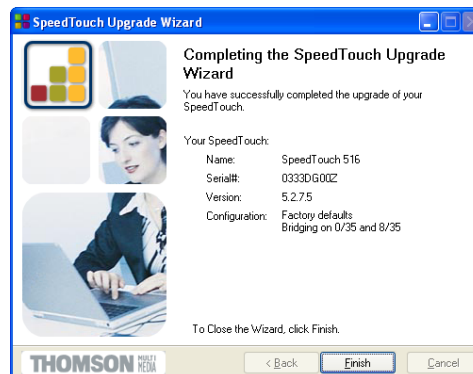 SpeedTouch Upgrade Wizard
Completing the SpeedTouch Upgrade
Wizard
You have successfully completed the upgrade of your
SpeedTouch.
Your SpeedTouch:
Name: SpeedTouch 516
Serial#: 0333DG00Z
Version: 5.2.7.5
Configuration: Factory defaults
Bridging on 0/35 and 8/35
To Close the Wizard, click Finish.
THOMSON MULTI MEDIA
< Back Finish Cancel